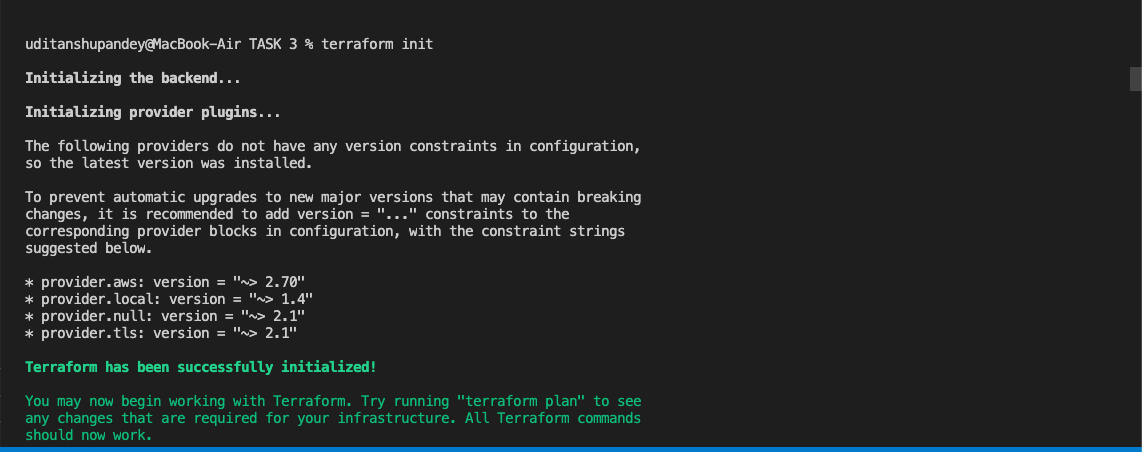 uditanshupandey@MacBook-Air TASK 3 % terraform init
Initializing the backend...
Initializing provider plugins...
The following providers do not have any version constraints in configuration,
so the latest version was installed.
To prevent automatic upgrades to new major versions that may contain breaking
changes, it is recommended to add version = "..." constraints to the
corresponding provider blocks in configuration, with the constraint strings
suggested below.
* provider.aws: version = "~> 2.70"
* provider.local: version = "~> 1.4"
* provider.null: version = "~> 2.1"
* provider.tls: version = "~> 2.1"
Terraform has been successfully initialized!
You may now begin working with Terraform. Try running "terraform plan" to see
any changes that are required for your infrastructure. All Terraform commands
should now work.